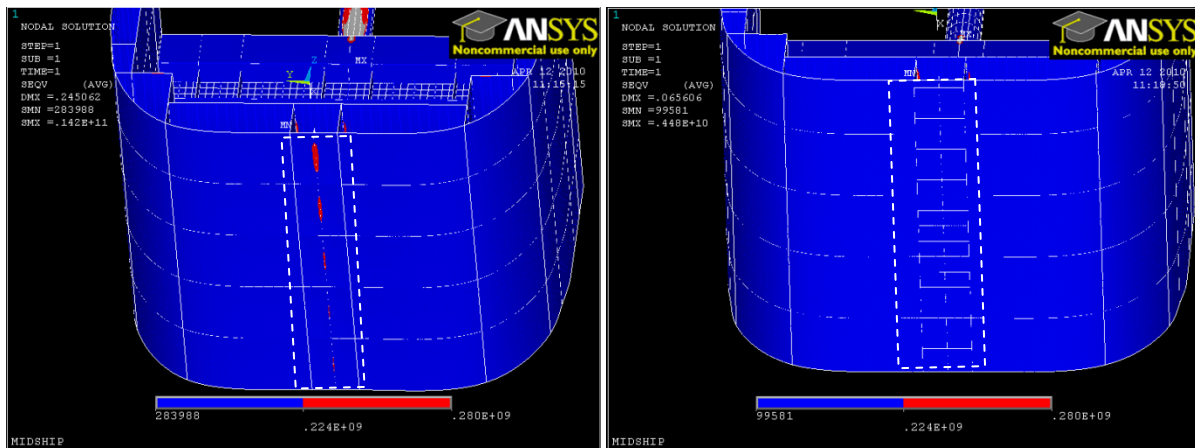 1
NODAL SOLUTION
STEP=1
SUB =1
TIME=1
SEQV (AVG)
DMX =.245062
SMN =283988
SMX =.142E+11
ANSYS
Noncommercial use only
APR 12 2010
11:15:15
Z
Y
X
MX
MN
283988
.224E+09
.280E+09
MIDSHIP
1
NODAL SOLUTION
STEP=1
SUB =1
TIME=1
SEQV (AVG)
DMX =.065606
SMN =99581
SMX =.448E+10
ANSYS
Noncommercial use only
APR 12 2010
11:18:50
X
MX
MN
99581
.224E+09
.280E+09
MIDSHIP